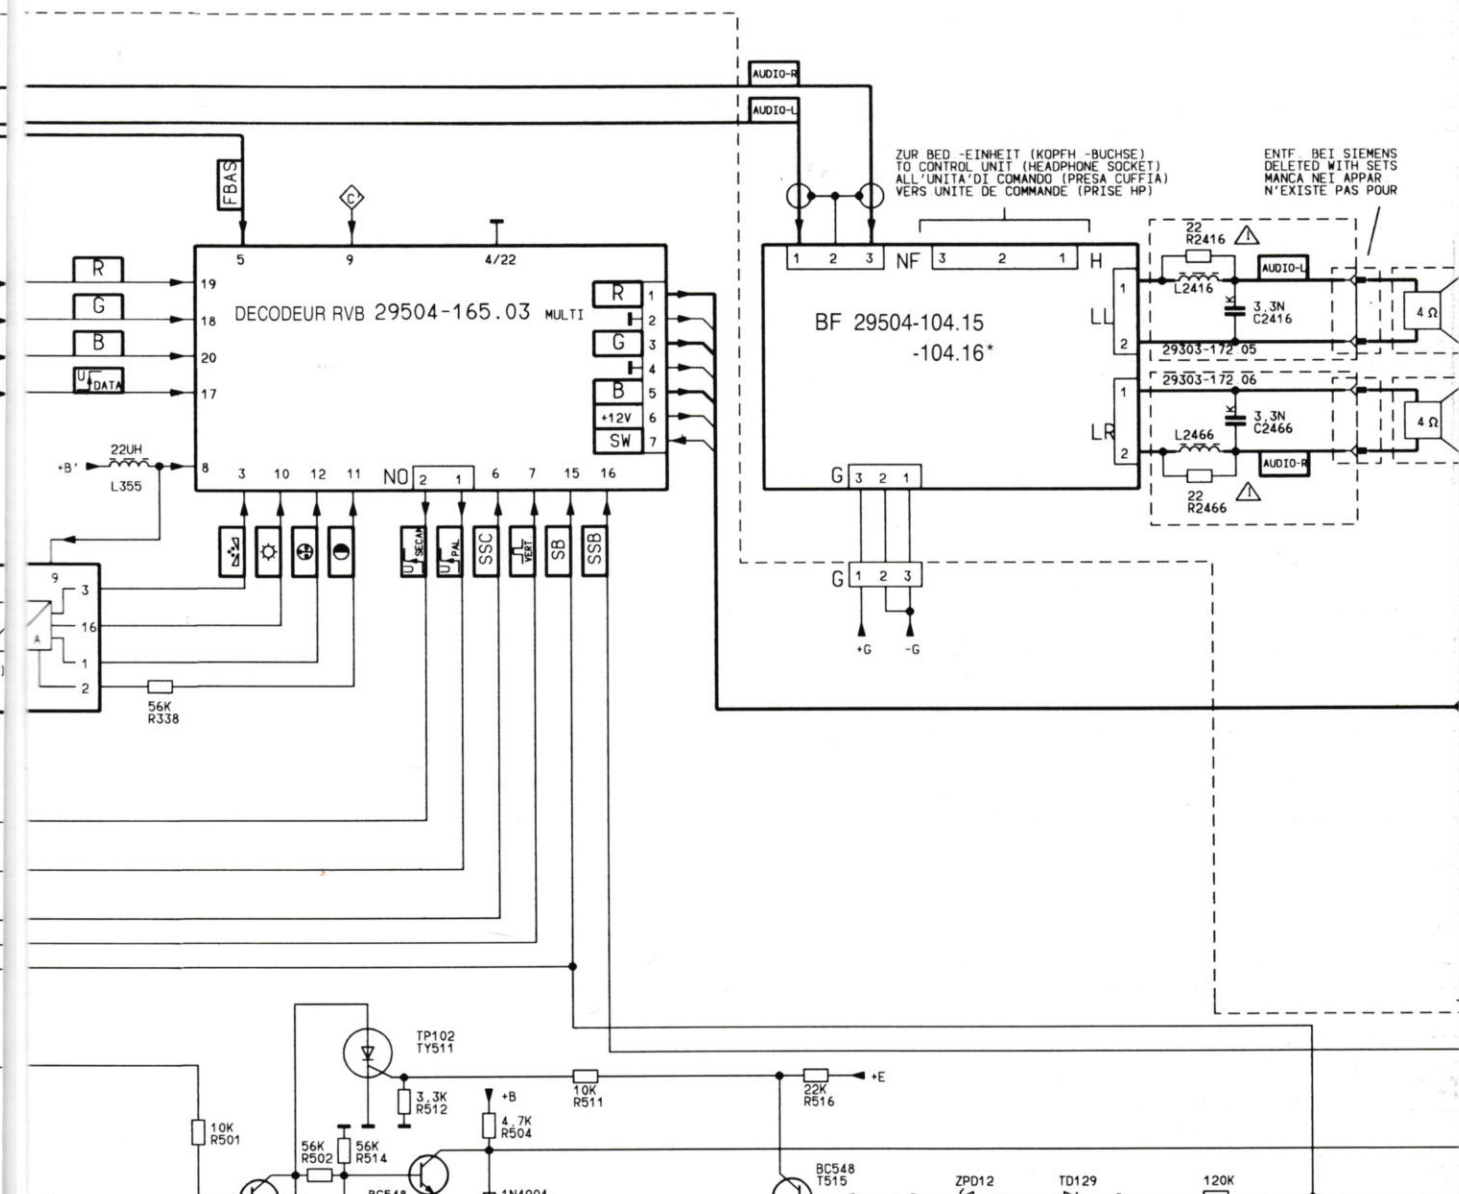 AUDIO-R
AUDIO-L
ZUR BED -EINHEIT (KOPFH -BUCHSE)
TO CONTROL UNIT (HEADPHONE SOCKET)
ALL'UNITA'DI COMANDO (PRESA CUFFIA)
VERS UNITE DE COMMANDE (PRISE HP)
ENTF. BEI SIEMENS
DELETED WITH SETS
MANCA NEI APPAR
N'EXISTE PAS POUR
FBAS
C
5 9 4/22
R 19
G 18
B 20
U DATA 17
DECODEUR RVB 29504-165.03 MULTI
R 1
2
G 3
4
B 5
+12V 6
SW 7
22UH
+B'
L355
8 3 10 12 11 NO 2 1 6 7 15 16
U SECAM
U PAL
SSC
VERT.
SB
SSB
9
3
16
A
1
2
56K
R338
1 2 3 NF 3 2 1 H
BF 29504-104.15
-104.16*
1
LL
2
1
LR
2
G 3 2 1
G 1 2 3
+G -G
22
R2416
L2416
AUDIO-L
K
3,3N
C2416
29303-172 05
4 Ω
29303-172 06
K
3,3N
C2466
L2466
AUDIO-R
22
R2466
4 Ω
TP102
TY511
3,3K
R512
+B
4.7K
R504
10K
R511
22K
R516
+E
10K
R501
56K
R502
56K
R514
BC548
1N4004
BC548
T515
ZPD12
TD129
120K